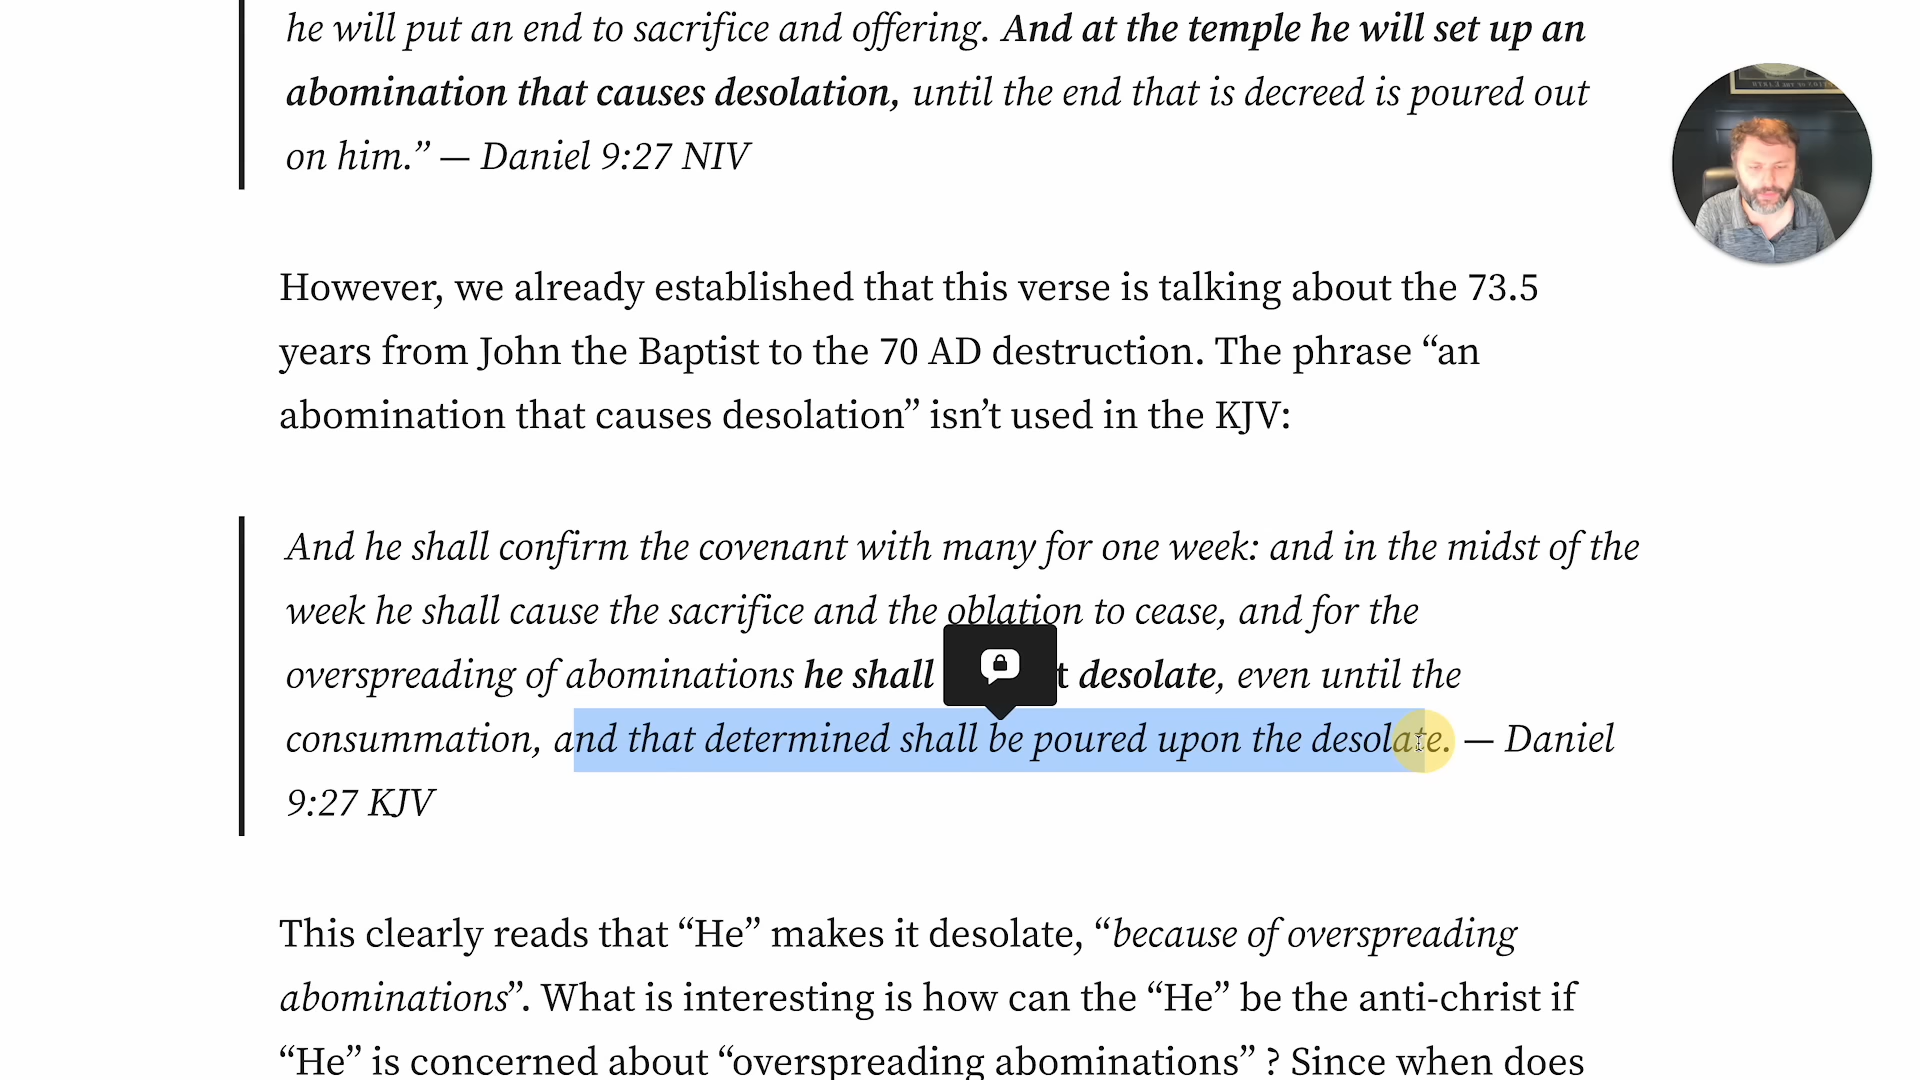 he will put an end to sacrifice and offering. And at the temple he will set up an
abomination that causes desolation, until the end that is decreed is poured out
on him.” — Daniel 9:27 NIV
However, we already established that this verse is talking about the 73.5
years from John the Baptist to the 70 AD destruction. The phrase “an
abomination that causes desolation” isn’t used in the KJV:
And he shall confirm the covenant with many for one week: and in the midst of the
week he shall cause the sacrifice and the oblation to cease, and for the
overspreading of abominations he shall t desolate, even until the
consummation, and that determined shall be poured upon the desolate. — Daniel
9:27 KJV
This clearly reads that “He” makes it desolate, “because of overspreading
abominations”. What is interesting is how can the “He” be the anti-christ if
“He” is concerned about “overspreading abominations” ? Since when does